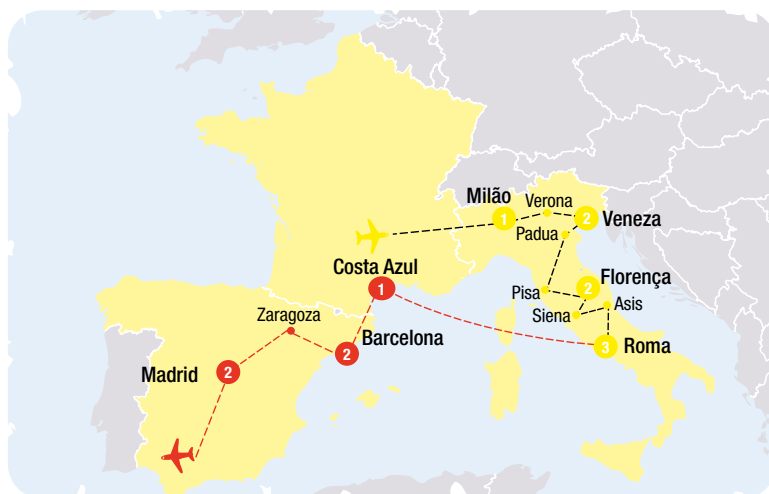 Milão
Verona
1
2
Veneza
Padua
Costa Azul
Florença
1
Pisa
2
Asis
Siena
Zaragoza
Barcelona
2
Roma
3
Madrid
2